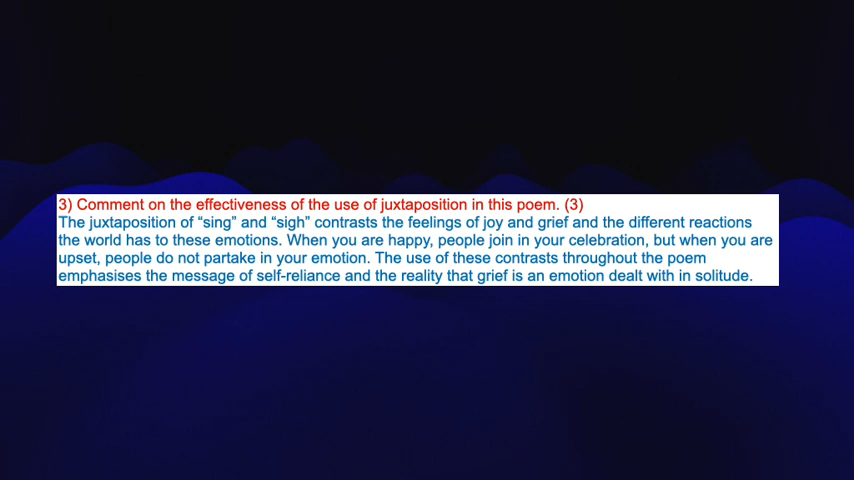 3) Comment on the effectiveness of the use of juxtaposition in this poem. (3)
The juxtaposition of “sing” and “sigh” contrasts the feelings of joy and grief and the different reactions
the world has to these emotions. When you are happy, people join in your celebration, but when you are
upset, people do not partake in your emotion. The use of these contrasts throughout the poem
emphasises the message of self-reliance and the reality that grief is an emotion dealt with in solitude.